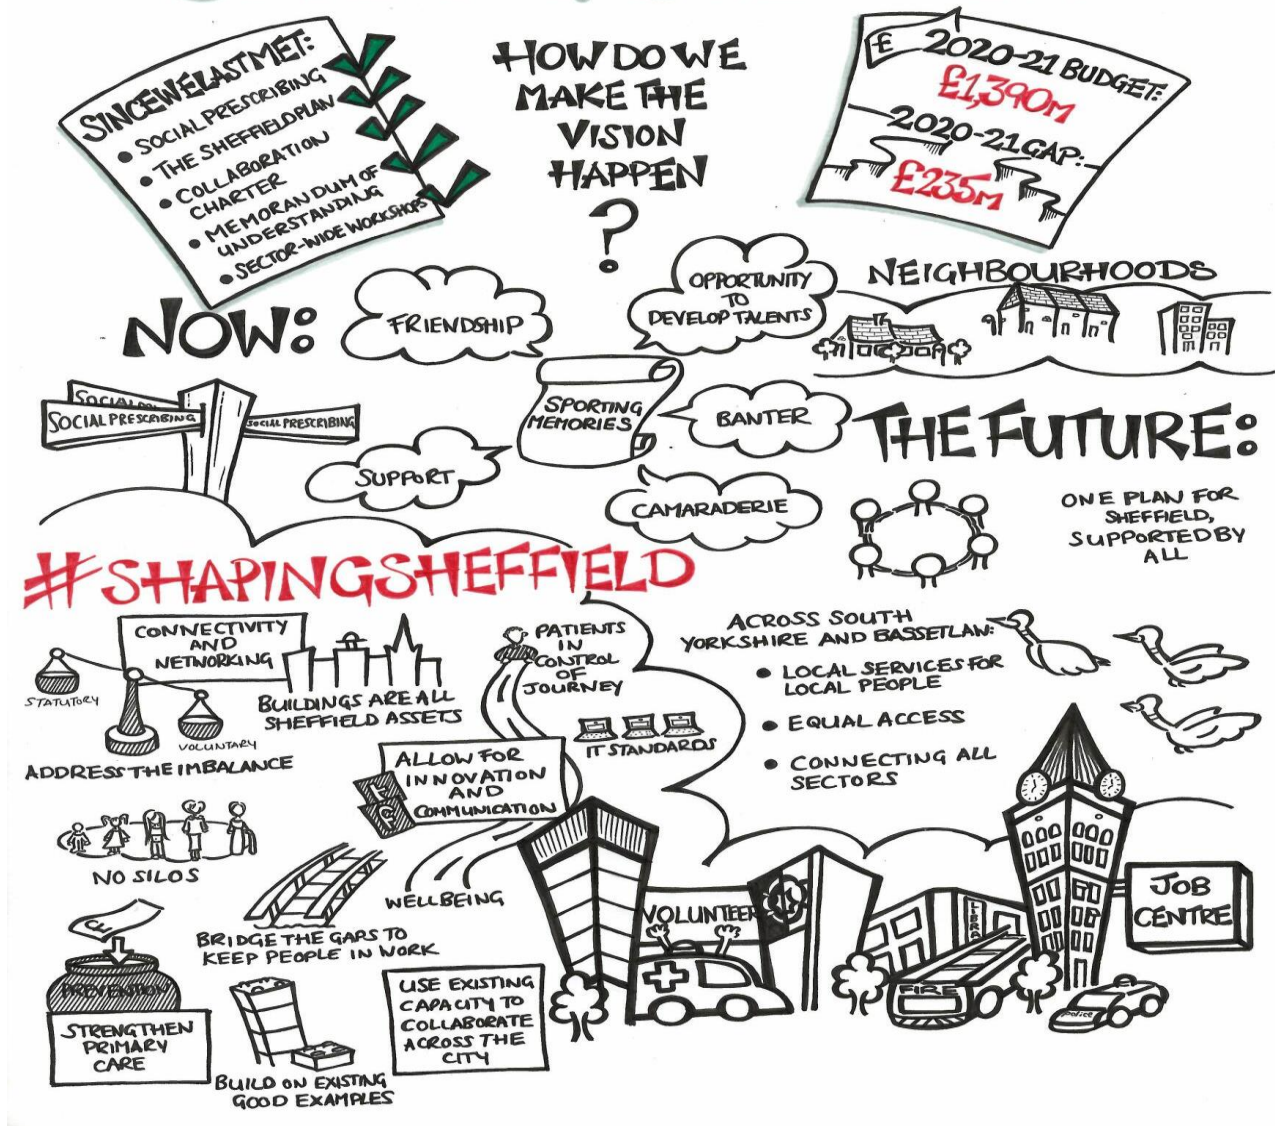 SINCE WE LAST MET:
• SOCIAL PRESCRIBING
• THE SHEFFIELD PLAN
• COLLABORATION
CHARTER
• MEMORANDUM OF
UNDERSTANDING
• SECTOR-WIDE WORKSHOPS
HOW DO WE
MAKE THE
VISION
HAPPEN
?
£
2020-21 BUDGET:
£1,390M
2020-21 GAP:
£235M
NOW:
FRIENDSHIP
OPPORTUNITY
TO
DEVELOP TALENTS
SPORTING
MEMORIES
BANTER
SUPPORT
CAMARADERIE
SOCIAL
SOCIAL PRESCRIBING
SOCIAL PRESCRIBING
NEIGHBOURHOODS
THE FUTURE:
ONE PLAN FOR
SHEFFIELD,
SUPPORTED BY
ALL
#SHAPINGSHEFFIELD
CONNECTIVITY
AND
NETWORKING
STATUTORY
VOLUNTARY
ADDRESS THE IMBALANCE
BUILDINGS ARE ALL
SHEFFIELD ASSETS
PATIENTS
IN
CONTROL
OF
JOURNEY
IT STANDARDS
ALLOW FOR
INNOVATION
AND
COMMUNICATION
NO SILOS
WELLBEING
BRIDGE THE GAPS TO
KEEP PEOPLE IN WORK
£
PREVENTION
STRENGTHEN
PRIMARY
CARE
BUILD ON EXISTING
GOOD EXAMPLES
USE EXISTING
CAPACITY TO
COLLABORATE
ACROSS THE
CITY
ACROSS SOUTH
YORKSHIRE AND BASSETLAW:
• LOCAL SERVICES FOR
LOCAL PEOPLE
• EQUAL ACCESS
• CONNECTING ALL
SECTORS
VOLUNTEER
LIBRA
FIRE
JOB
CENTRE
police